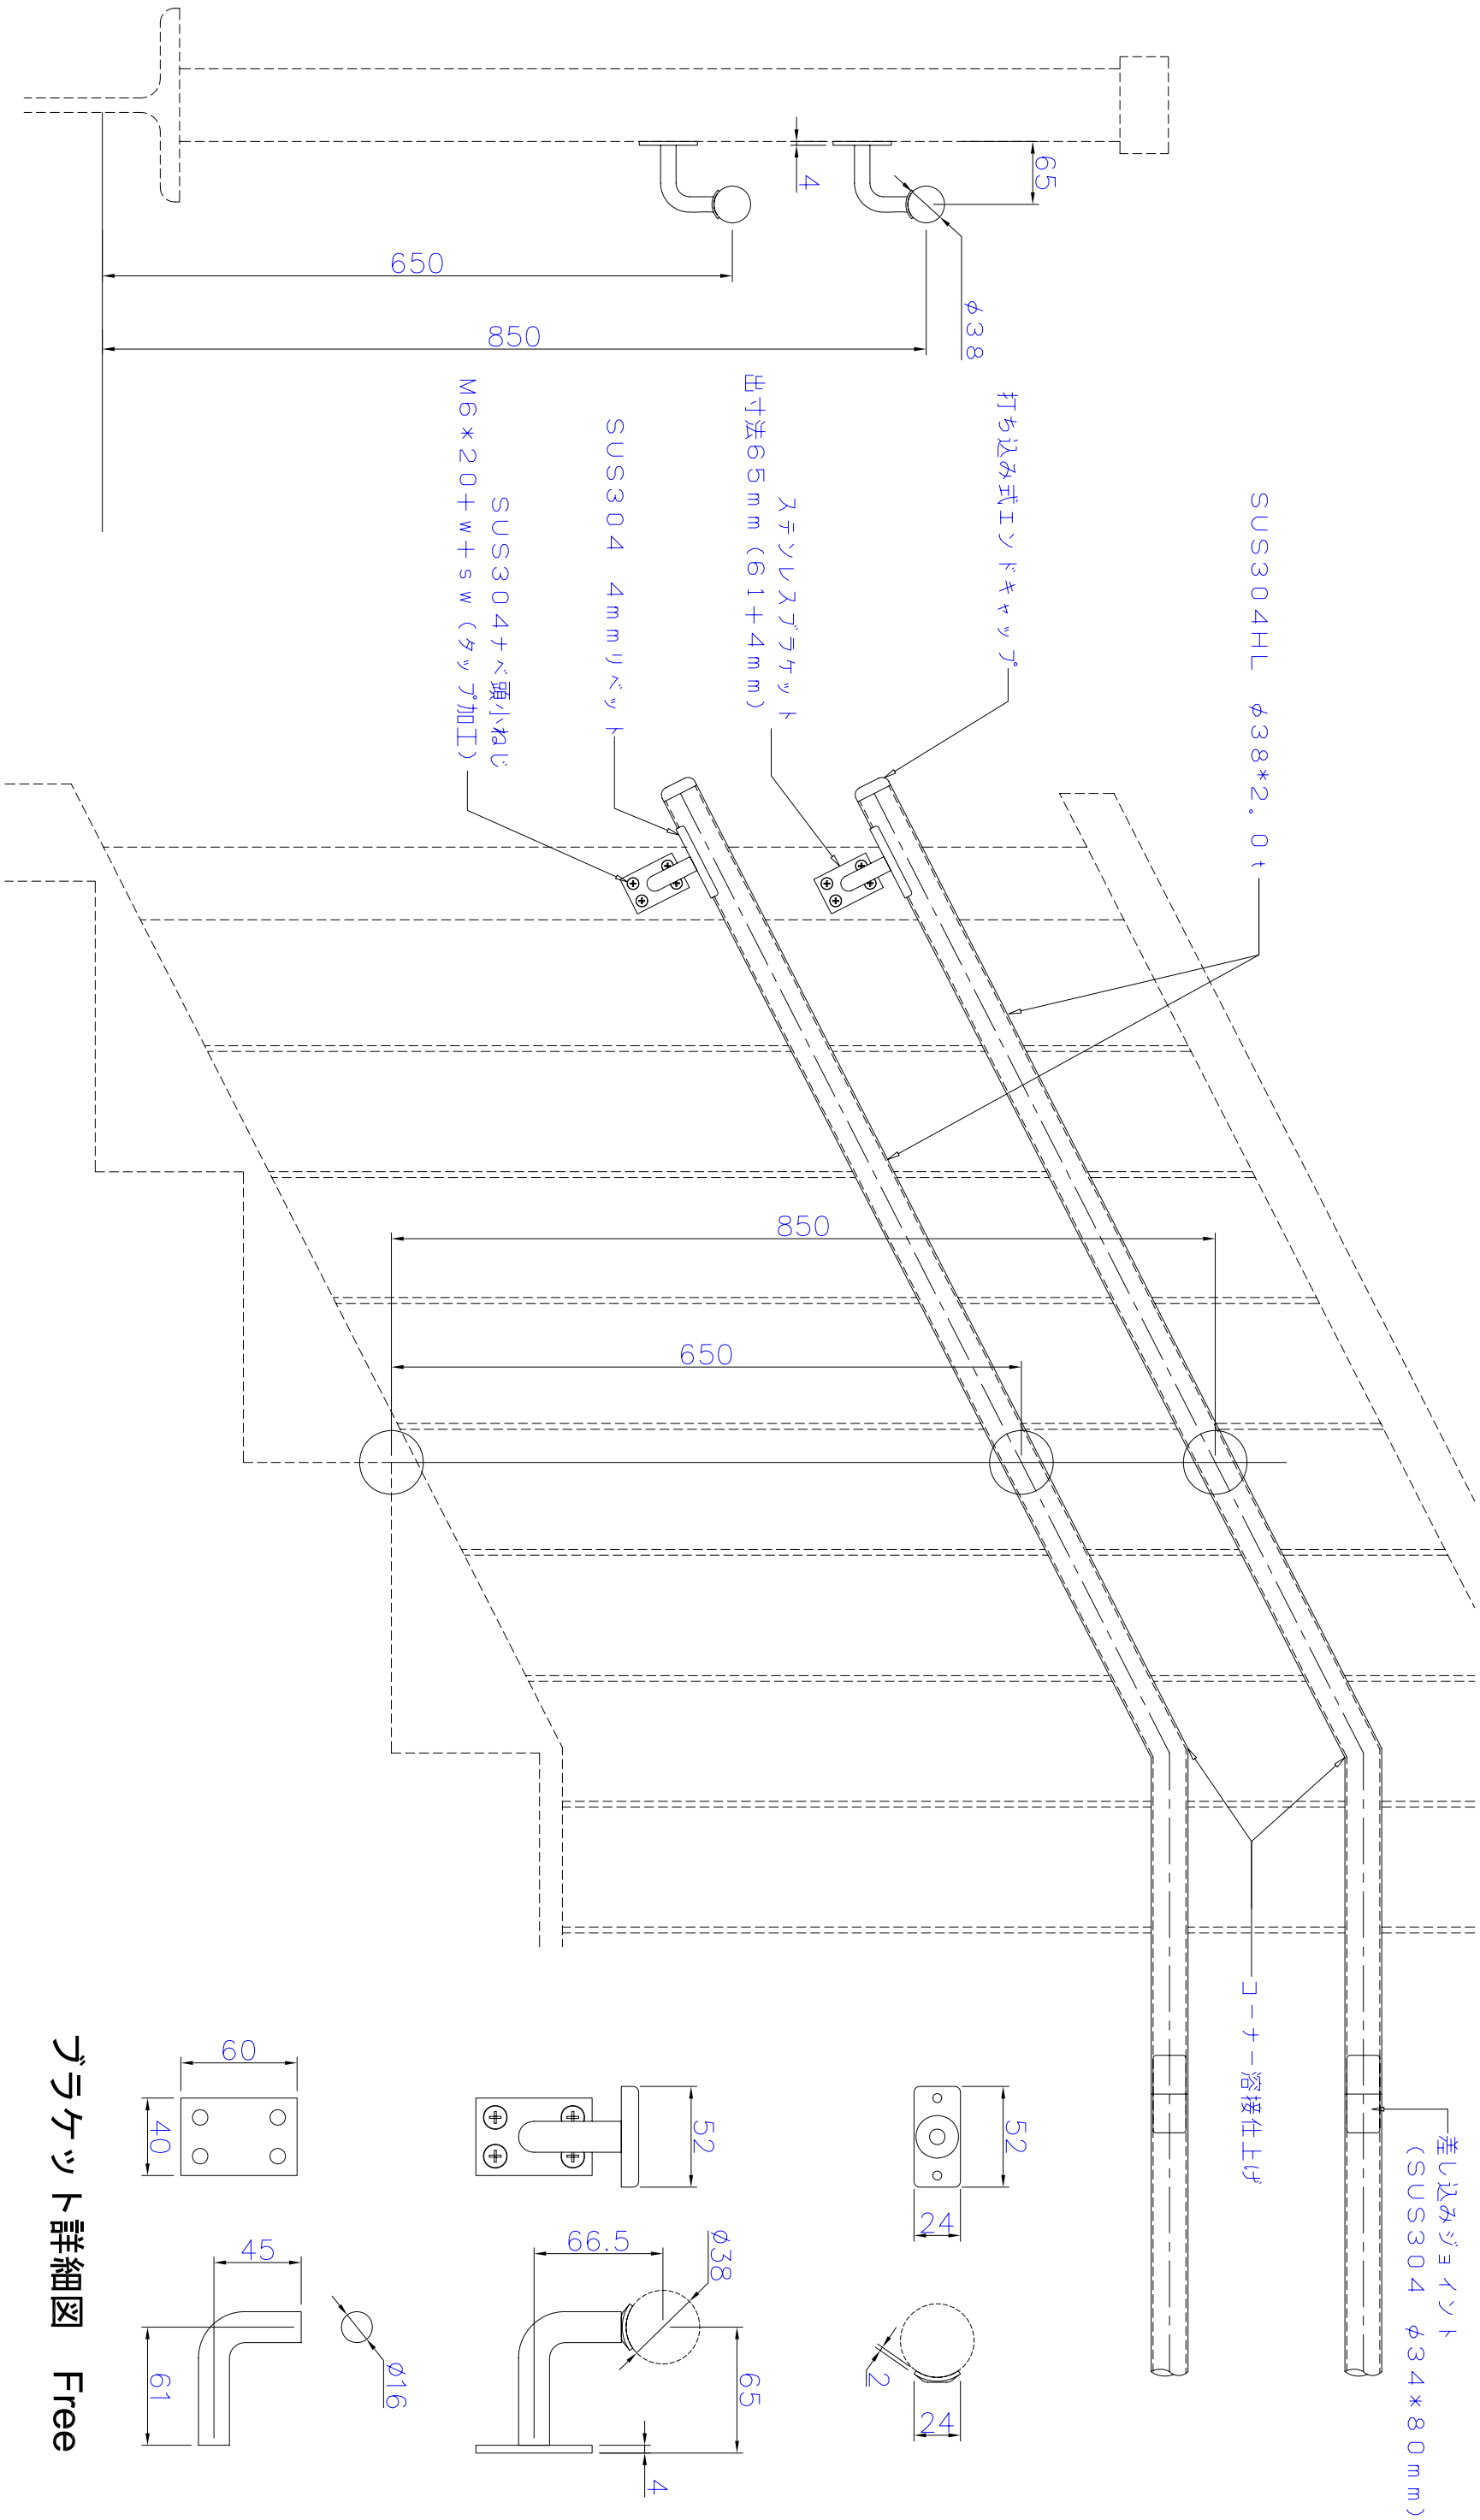 差し込みジョイント
(SUS304 φ34*80mm)
SUS304HL φ38*2.0t
コーナー溶接仕上げ
打ち込み式エンドキャップ
ステンレスブラケット
出寸法65mm(61+4mm)
SUS304 4mmリベット
SUS304ナベ頭小ねじ
M6*20+w+sw(タップ加工)
65
4
φ38
650
850
850
650
52
24
24
2
52
ø38
66.5
65
4
60
40
45
61
ø16
ブラケット詳細図 Free